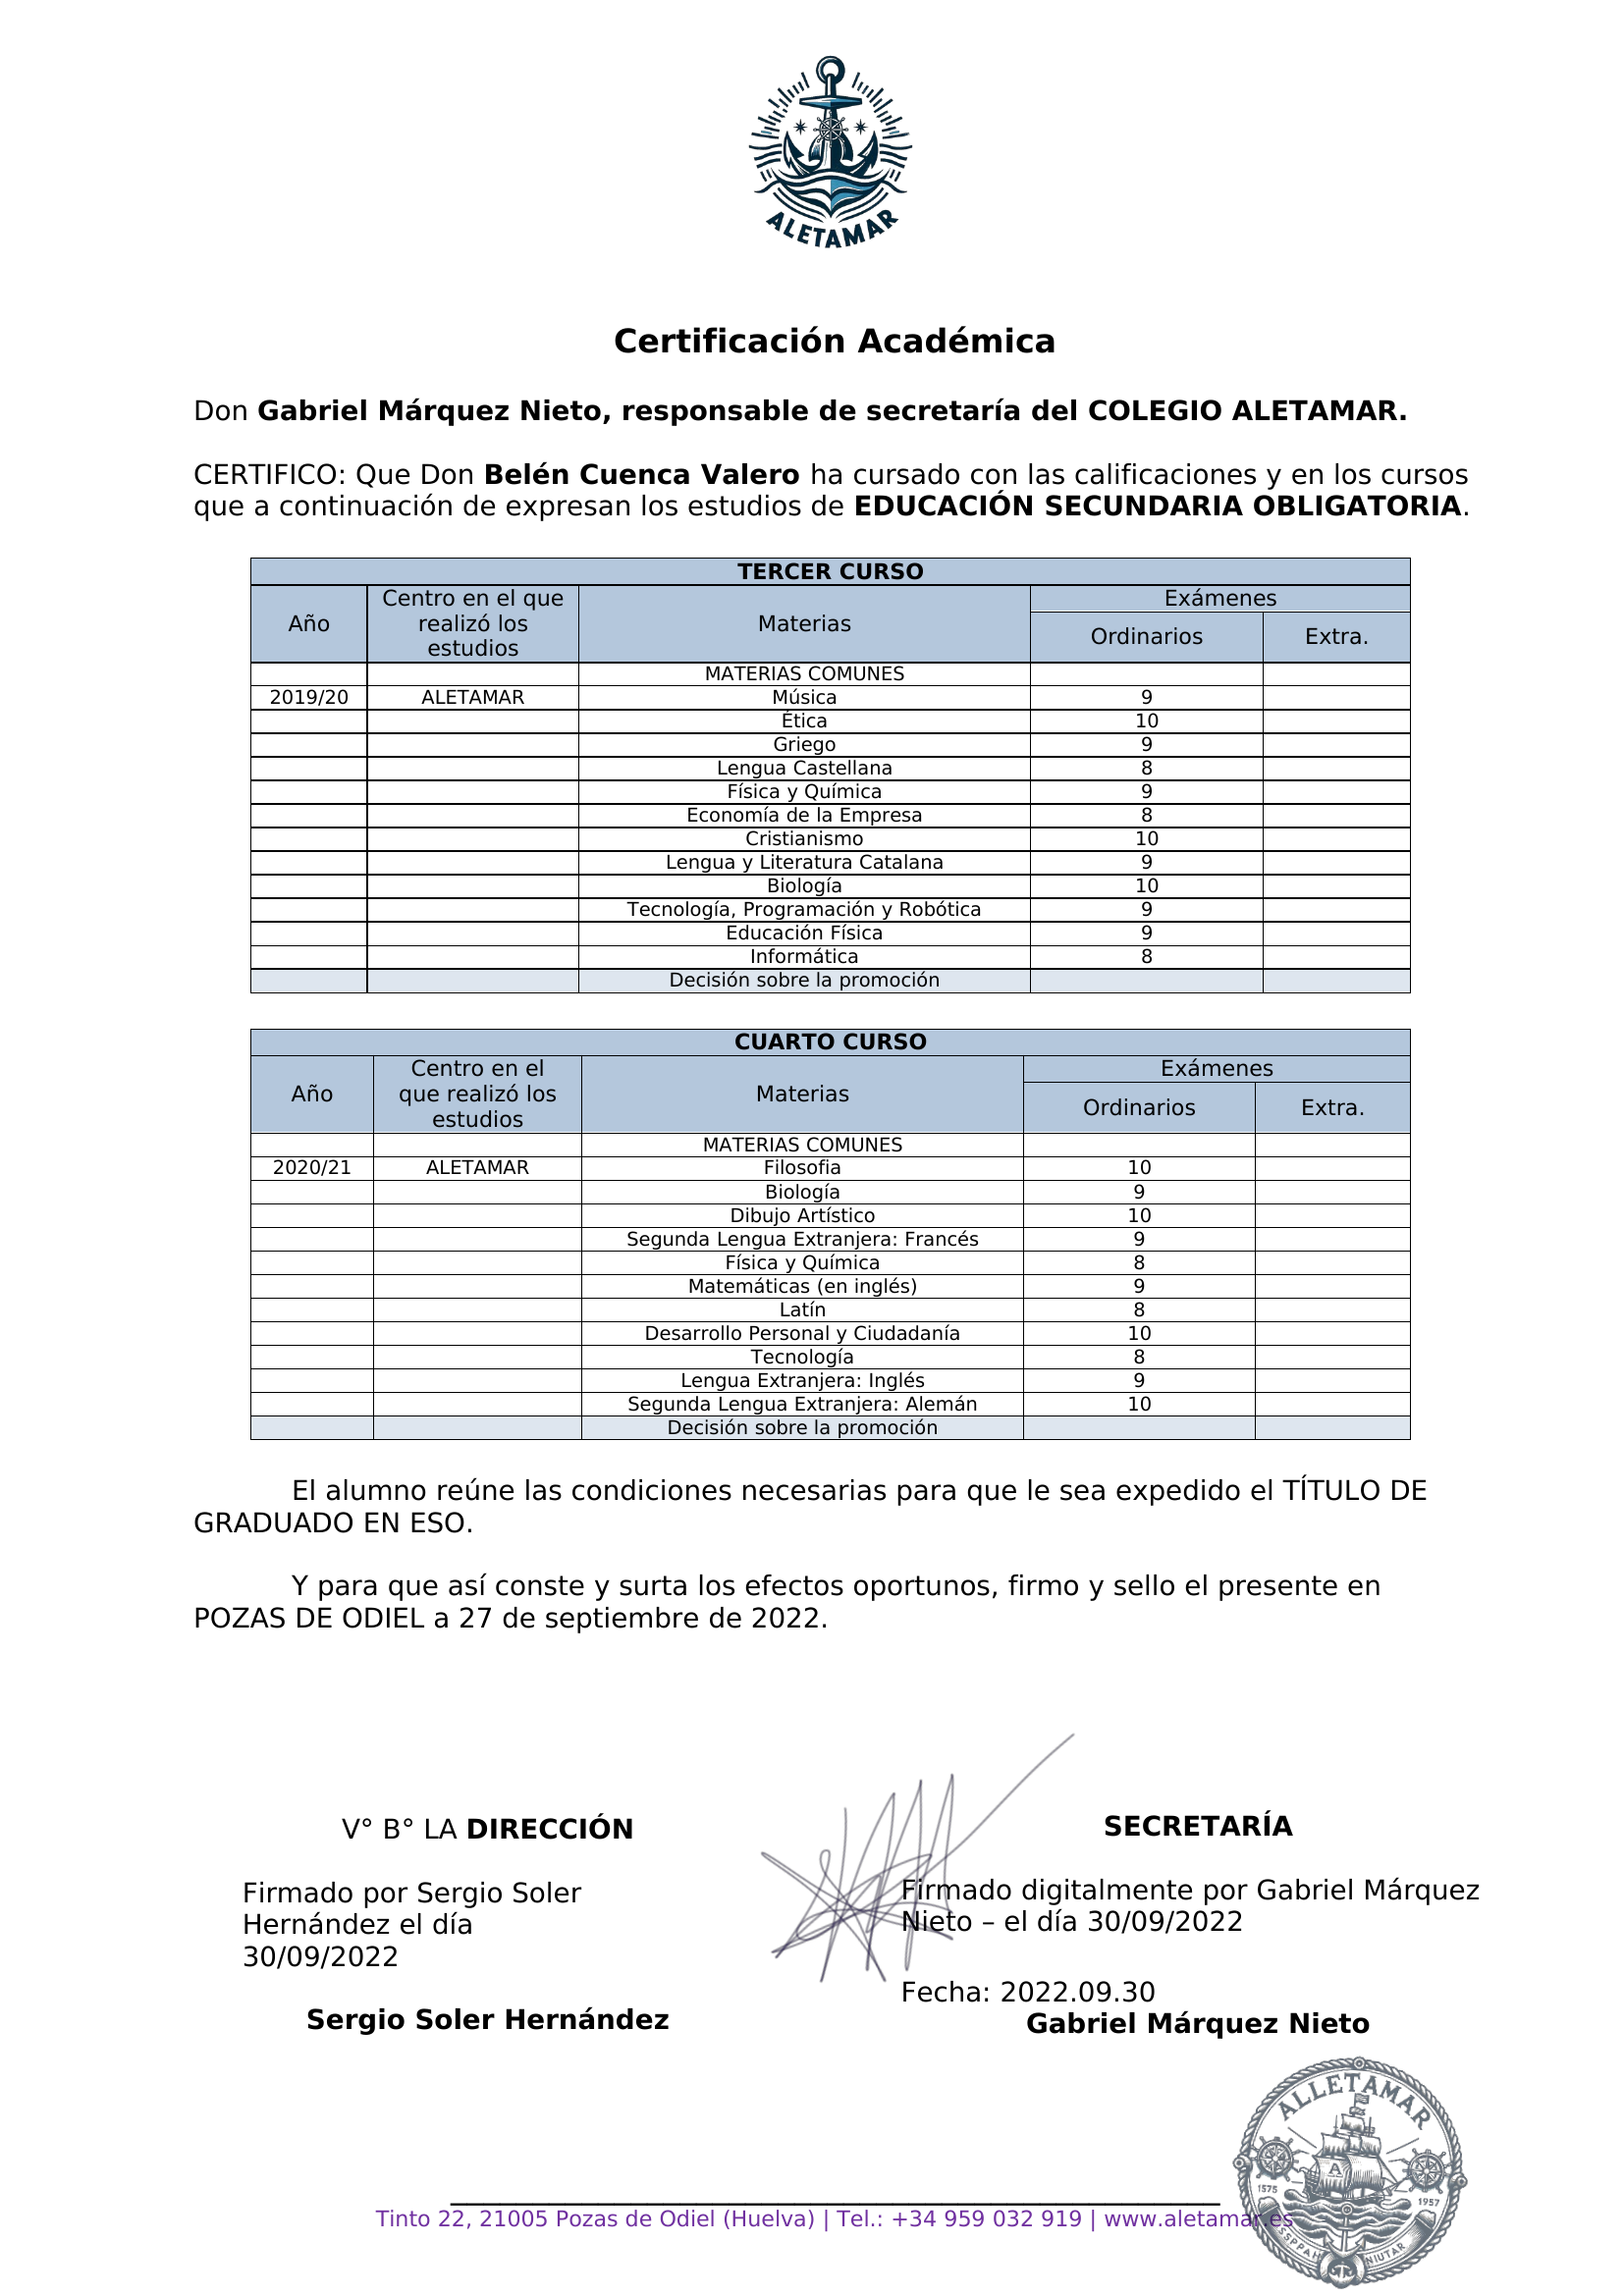 ALETAMAR
Certificación Académica
Don Gabriel Márquez Nieto, responsable de secretaría del COLEGIO ALETAMAR.
CERTIFICO: Que Don Belén Cuenca Valero ha cursado con las calificaciones y en los cursos
que a continuación de expresan los estudios de EDUCACIÓN SECUNDARIA OBLIGATORIA.
TERCER CURSO
Año Centro en el que realizó los estudios Materias Exámenes
Ordinarios Extra.
MATERIAS COMUNES
2019/20 ALETAMAR Música 9
Ética 10
Griego 9
Lengua Castellana 8
Física y Química 9
Economía de la Empresa 8
Cristianismo 10
Lengua y Literatura Catalana 9
Biología 10
Tecnología, Programación y Robótica 9
Educación Física 9
Informática 8
Decisión sobre la promoción
CUARTO CURSO
Año Centro en el que realizó los estudios Materias Exámenes
Ordinarios Extra.
MATERIAS COMUNES
2020/21 ALETAMAR Filosofia 10
Biología 9
Dibujo Artístico 10
Segunda Lengua Extranjera: Francés 9
Física y Química 8
Matemáticas (en inglés) 9
Latín 8
Desarrollo Personal y Ciudadanía 10
Tecnología 8
Lengua Extranjera: Inglés 9
Segunda Lengua Extranjera: Alemán 10
Decisión sobre la promoción
El alumno reúne las condiciones necesarias para que le sea expedido el TÍTULO DE
GRADUADO EN ESO.
Y para que así conste y surta los efectos oportunos, firmo y sello el presente en
POZAS DE ODIEL a 27 de septiembre de 2022.
V° B° LA DIRECCIÓN
Firmado por Sergio Soler
Hernández el día
30/09/2022
Sergio Soler Hernández
SECRETARÍA
Firmado digitalmente por Gabriel Márquez
Nieto – el día 30/09/2022
Fecha: 2022.09.30
Gabriel Márquez Nieto
ALLETAMAR
A
1575 1957
NIUTAR
Tinto 22, 21005 Pozas de Odiel (Huelva) | Tel.: +34 959 032 919 | www.aletamar.es